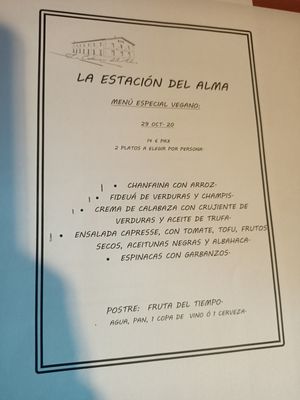 LA ESTACIÓN DEL ALMA
MENÚ ESPECIAL VEGANO:
29 OCT- 20
14 € PAX
2 PLATOS A ELEGIR POR PERSONA-
• CHANFAINA CON ARROZ-
• FIDEUÁ DE VERDURAS Y CHAMPIS-
• CREMA DE CALABAZA CON CRUJIENTE DE
VERDURAS Y ACEITE DE TRUFA-
• ENSALADA CAPRESSE, CON TOMATE, TOFU, FRUTOS
SECOS, ACEITUNAS NEGRAS Y ALBAHACA-
• ESPINACAS CON GARBANZOS-
POSTRE: FRUTA DEL TIEMPO-
AGUA, PAN, 1 COPA DE VINO Ó 1 CERVEZA-